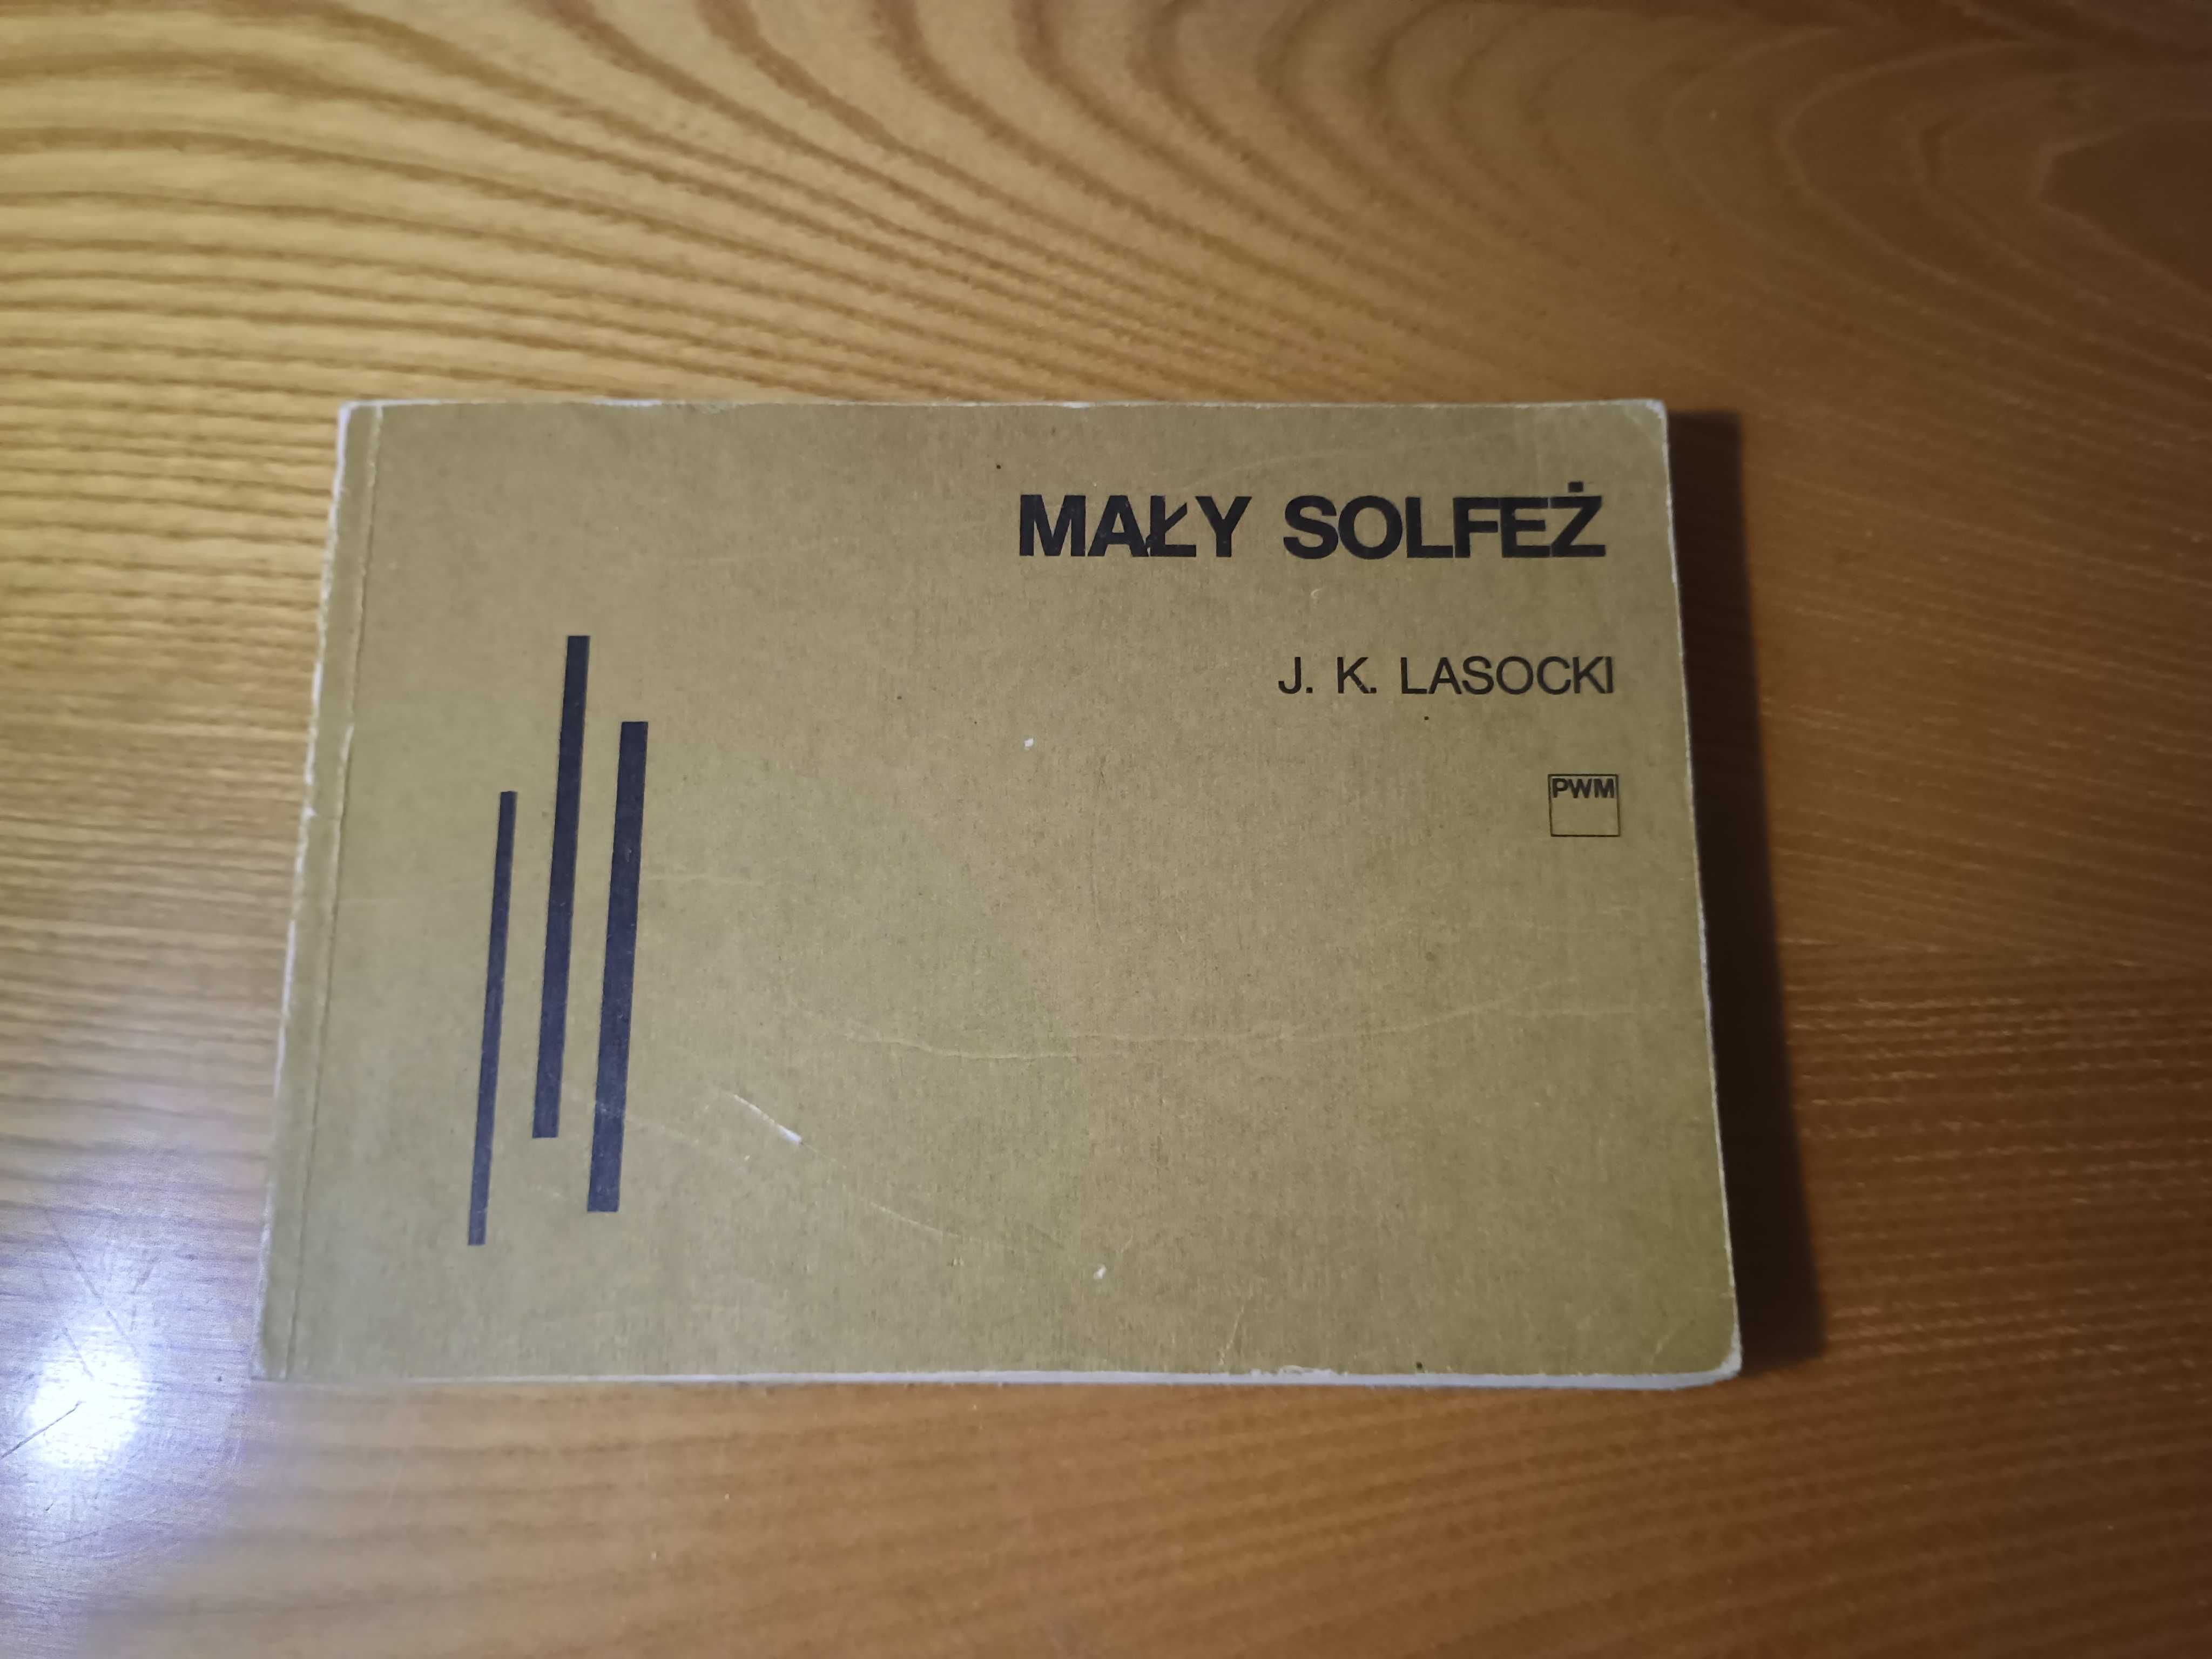 MAŁY SOLFEŻ
J. K. LASOCKI
PWM